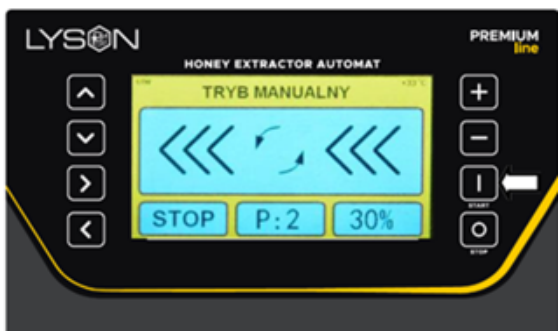 LYSON
PREMIUM
line
HONEY EXTRACTOR AUTOMAT
TRYB MANUALNY
STOP
P:2
30%
START
STOP